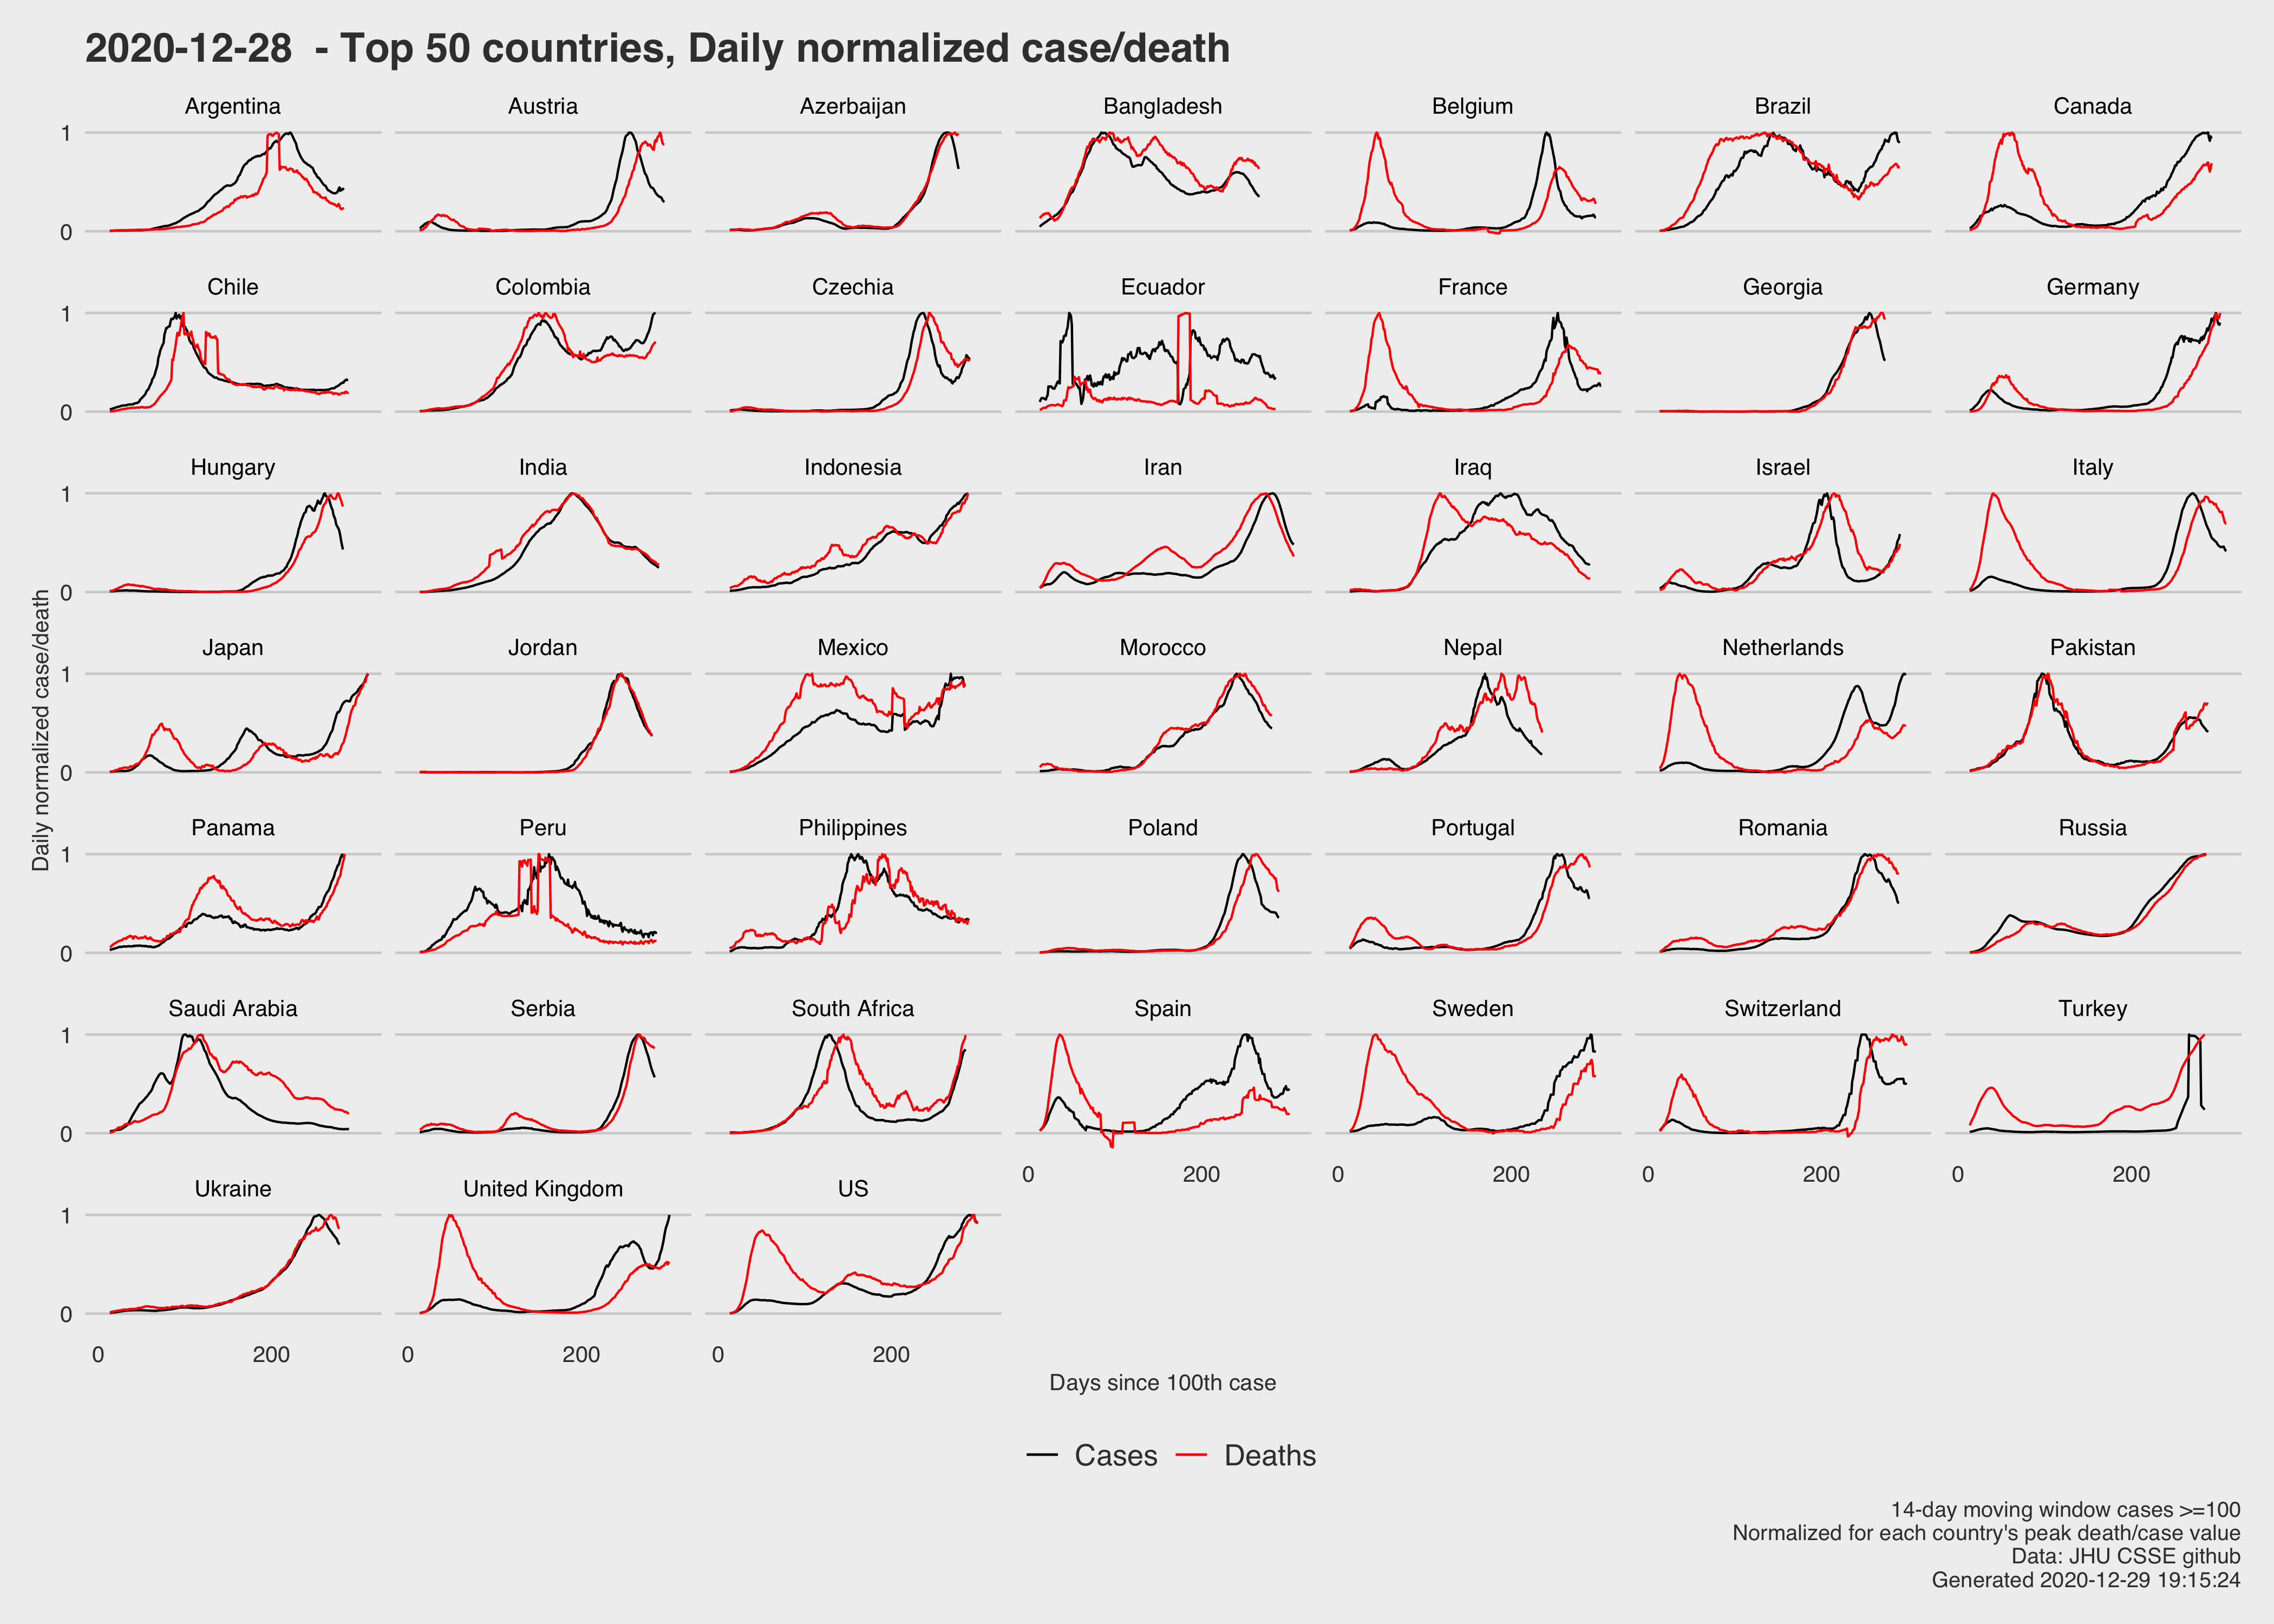 2020-12-28 - Top 50 countries, Daily normalized case/death
Argentina Austria Azerbaijan Bangladesh Belgium Brazil Canada
1
0
Chile Colombia Czechia Ecuador France Georgia Germany
1
0
Hungary India Indonesia Iran Iraq Israel Italy
1
0
Japan Jordan Mexico Morocco Nepal Netherlands Pakistan
1
0
Panama Peru Philippines Poland Portugal Romania Russia
1
0
Saudi Arabia Serbia South Africa Spain Sweden Switzerland Turkey
1
0
0 200 0 200 0 200 0 200
Ukraine United Kingdom US
1
0
0 200 0 200 0 200
Daily normalized case/death
Days since 100th case
Cases Deaths
14-day moving window cases >=100
Normalized for each country's peak death/case value
Data: JHU CSSE github
Generated 2020-12-29 19:15:24